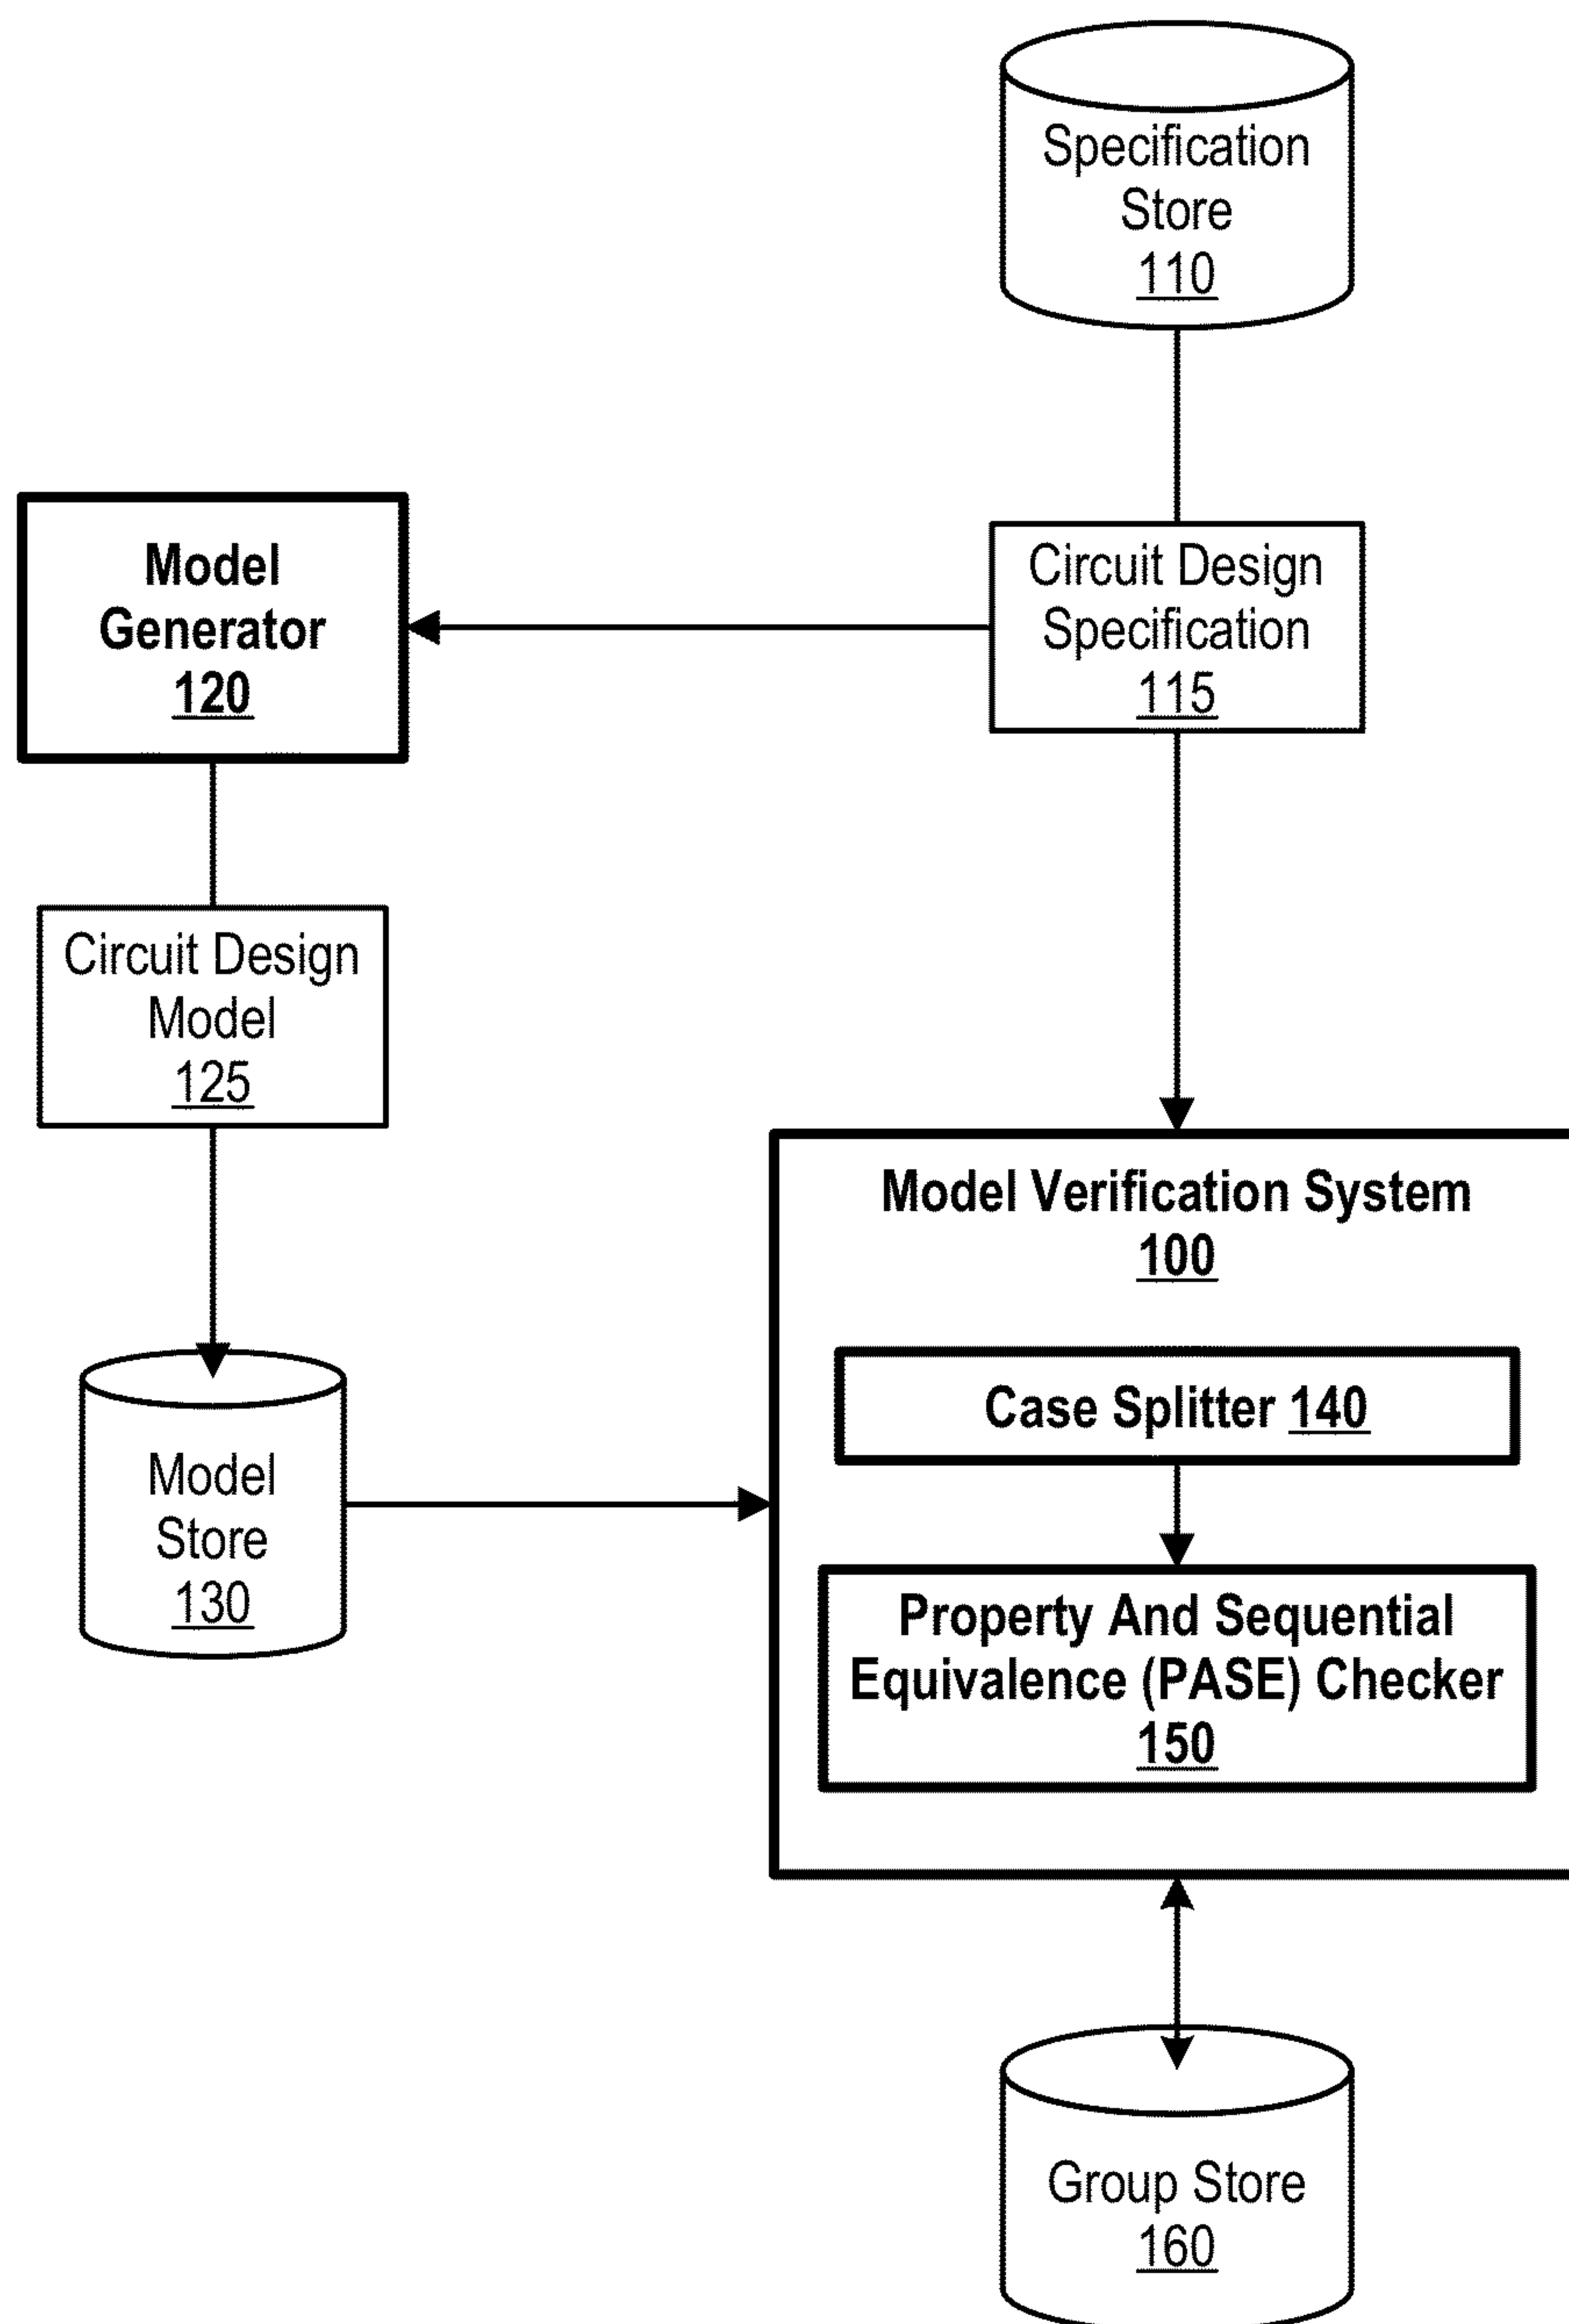 Specification
Store
110
Model
Generator
120
Circuit Design
Specification
115
Circuit Design
Model
125
Model Verification System
100
Case Splitter 140
Model
Store
130
Property And Sequential
Equivalence (PASE) Checker
150
Group Store
160